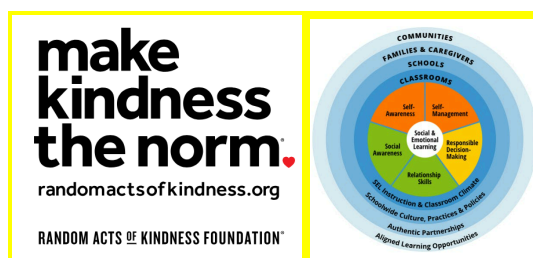 make
kindness
the norm.®
randomactsofkindness.org
RANDOM ACTS OF KINDNESS FOUNDATION®
COMMUNITIES
FAMILIES & CAREGIVERS
SCHOOLS
CLASSROOMS
Self-
Awareness
Self-
Management
Social
Awareness
Social &
Emotional
Learning
Responsible
Decision-
Making
Relationship
Skills
SEL Instruction & Classroom Climate
Schoolwide Culture, Practices & Policies
Authentic Partnerships
Aligned Learning Opportunities